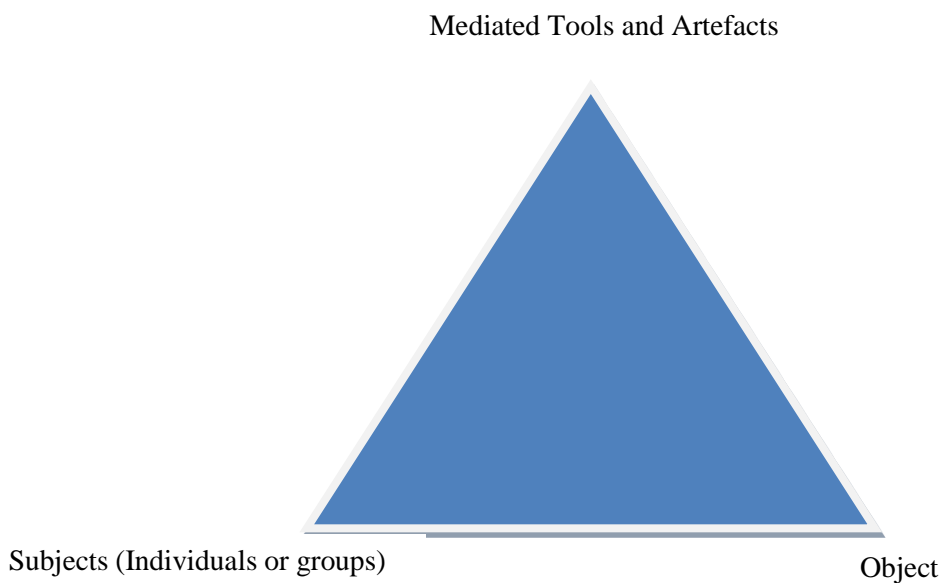 Mediated Tools and Artefacts
Subjects (Individuals or groups)
Object